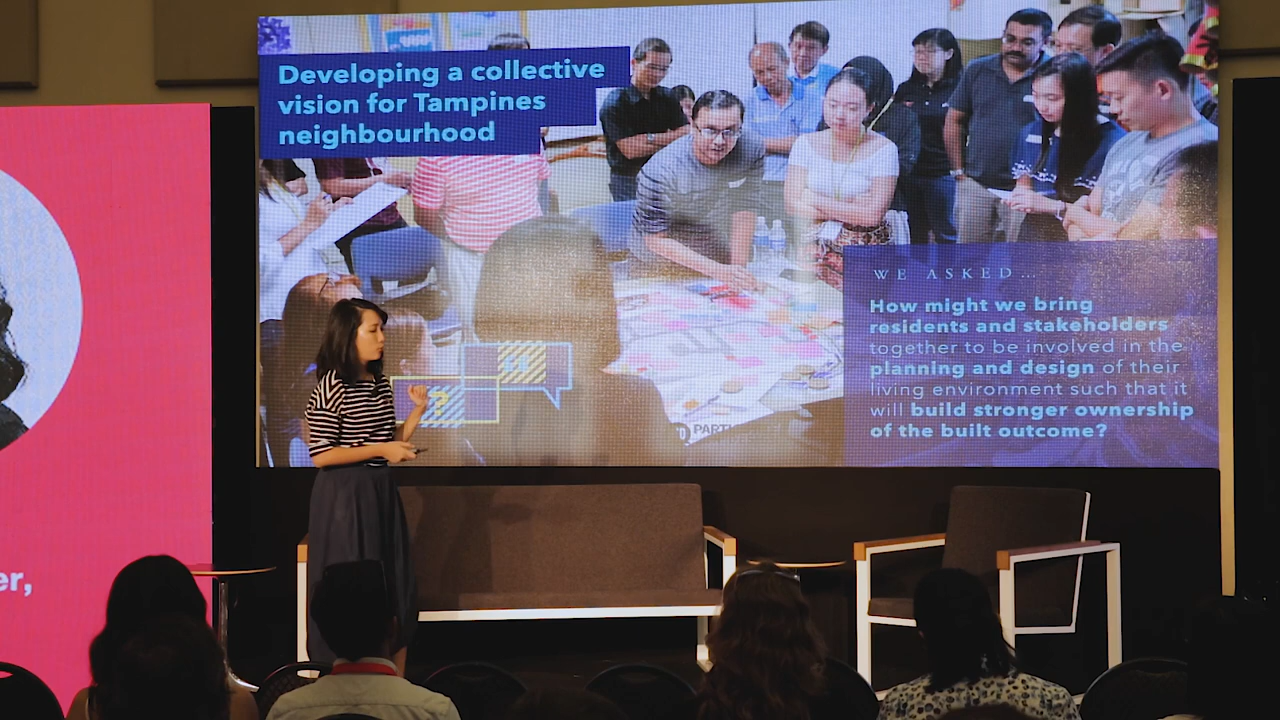 Developing a collective
vision for Tampines
neighbourhood
WE ASKED...
How might we bring
residents and stakeholders
together to be involved in the
planning and design of their
living environment such that it
will build stronger ownership
of the built outcome?
?
PART
er,